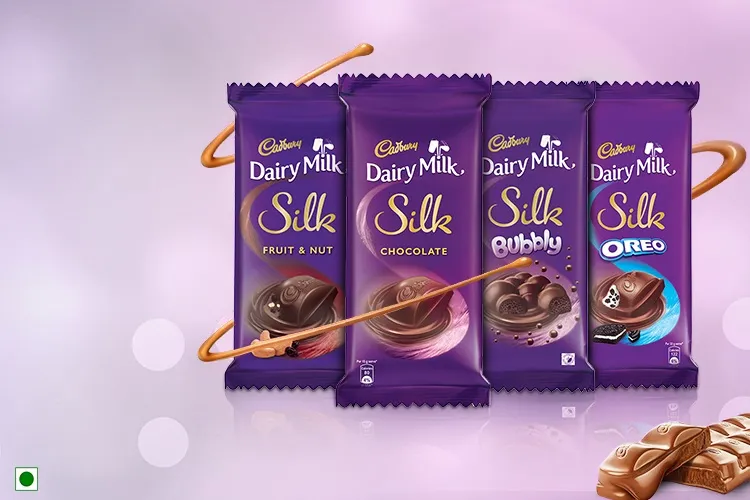 Cadbury
Dairy Milk
Silk
FRUIT & NUT
Cadbury
Dairy Milk
Silk
CHOCOLATE
Cadbury
Dairy Milk
Silk
Bubbly
Cadbury
Dairy Milk
Silk
OREO